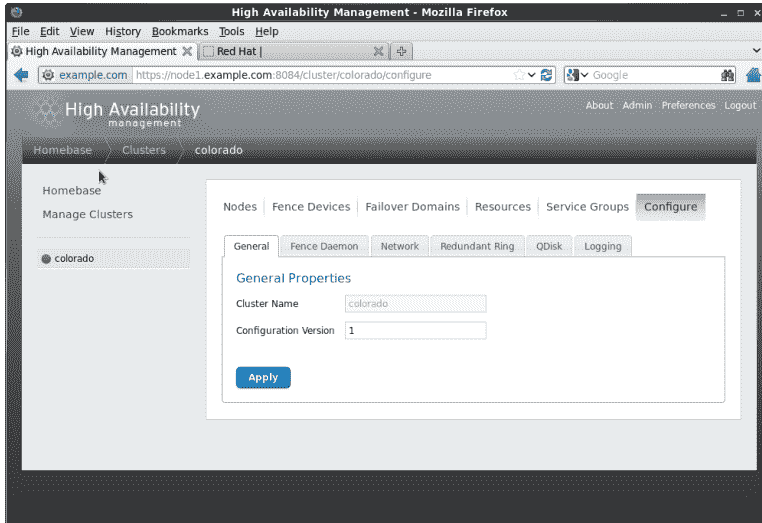 High Availability Management - Mozilla Firefox
File Edit View History Bookmarks Tools Help
High Availability Management Red Hat |
example.com https://node1.example.com:8084/cluster/colorado/configure Google
High Availability
management
About Admin Preferences Logout
Homebase Clusters colorado
Homebase
Manage Clusters
colorado
Nodes Fence Devices Failover Domains Resources Service Groups Configure
General Fence Daemon Network Redundant Ring QDisk Logging
General Properties
Cluster Name colorado
Configuration Version 1
Apply